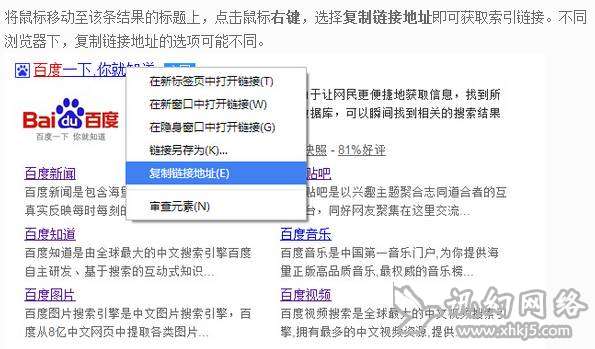 将鼠标移动至该条结果的标题上，点击鼠标右键，选择复制链接地址即可获取索引链接。不同
浏览器下，复制链接地址的选项可能不同。
百度一下,你就知道
在新标签页中打开链接(T)
在新窗口中打开链接(W)
在隐身窗口中打开链接(G)
链接另存为(K)...
复制链接地址(E)
审查元素(N)
Bai du 百度
百度一下 你就知道
于让网民更便捷地获取信息，找到所
数据库，可以瞬间找到相关的搜索结果
快照 - 81%好评
百度新闻
百度新闻是包含海
真实反映每时每刻的
贴吧
贴吧是以兴趣主题聚合志同道合者的互
台，同好网友聚集在这里交流...
百度知道
百度知道是由全球最大的中文搜索引擎百度
自主研发、基于搜索的互动式知识...
百度音乐
百度音乐是中国第一音乐门户,为你提供海
量正版高品质音乐,最权威的音乐榜...
百度图片
百度图片搜索引擎是中文图片搜索引擎，百
度从8亿中文网页中提取各类图片...
百度视频
百度视频搜索引擎是全球最大的中文视频搜索引
擎,拥有最多的中文视频资源,提供
讯幻网络
www.xhkj5.com